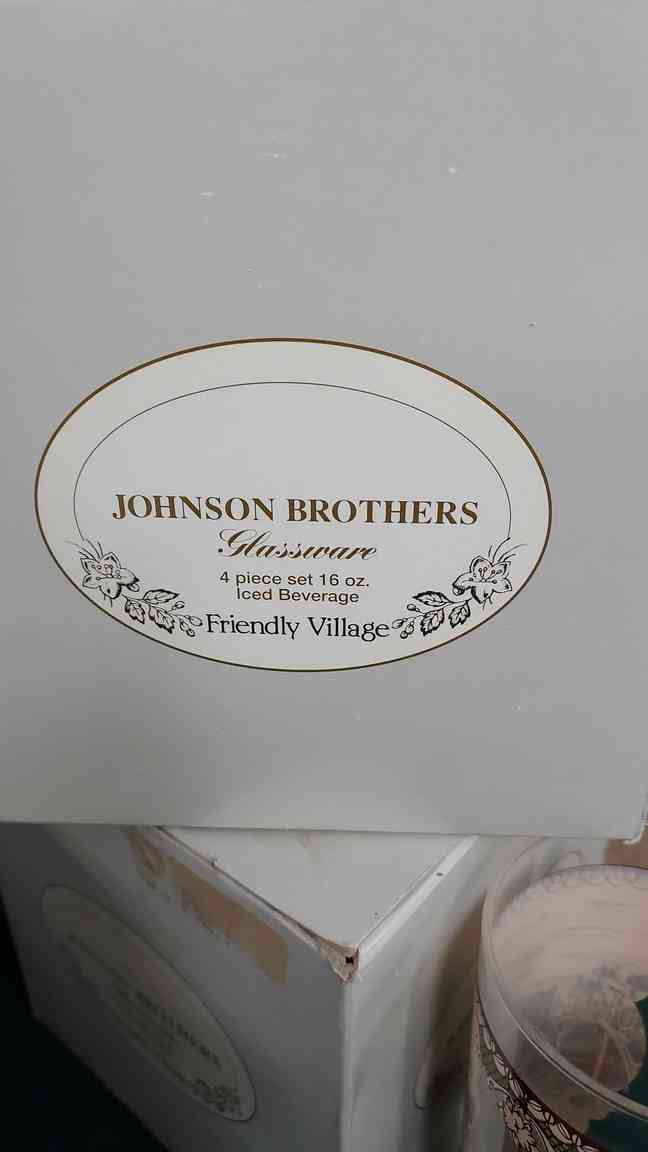 JOHNSON BROTHERS
Glassware
4 piece set 16 oz.
Iced Beverage
Friendly Village